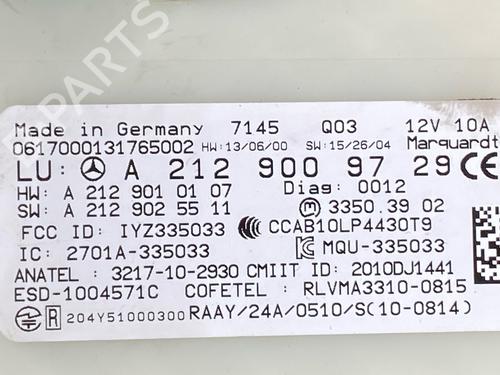 Made in Germany 7145 Q03 12V 10A
0617000131765002 HW:13/06/00 SW:15/26/04 Marquardt
LU: A 212 900 97 29 CE
HW: A 212 901 01 07 Diag: 0012
SW: A 212 902 55 11 3350.3902
FCC ID: IYZ335033 CCAB10LP4430T9
IC: 2701A-335033 MQU-335033
ANATEL : 3217-10-2930 CMIIT ID: 2010DJ1441
ESD-1004571C COFETEL : RLVMA3310-0815
R 204Y51000300 RAAY/24A/0510/S(10-0814)
B-PARTS